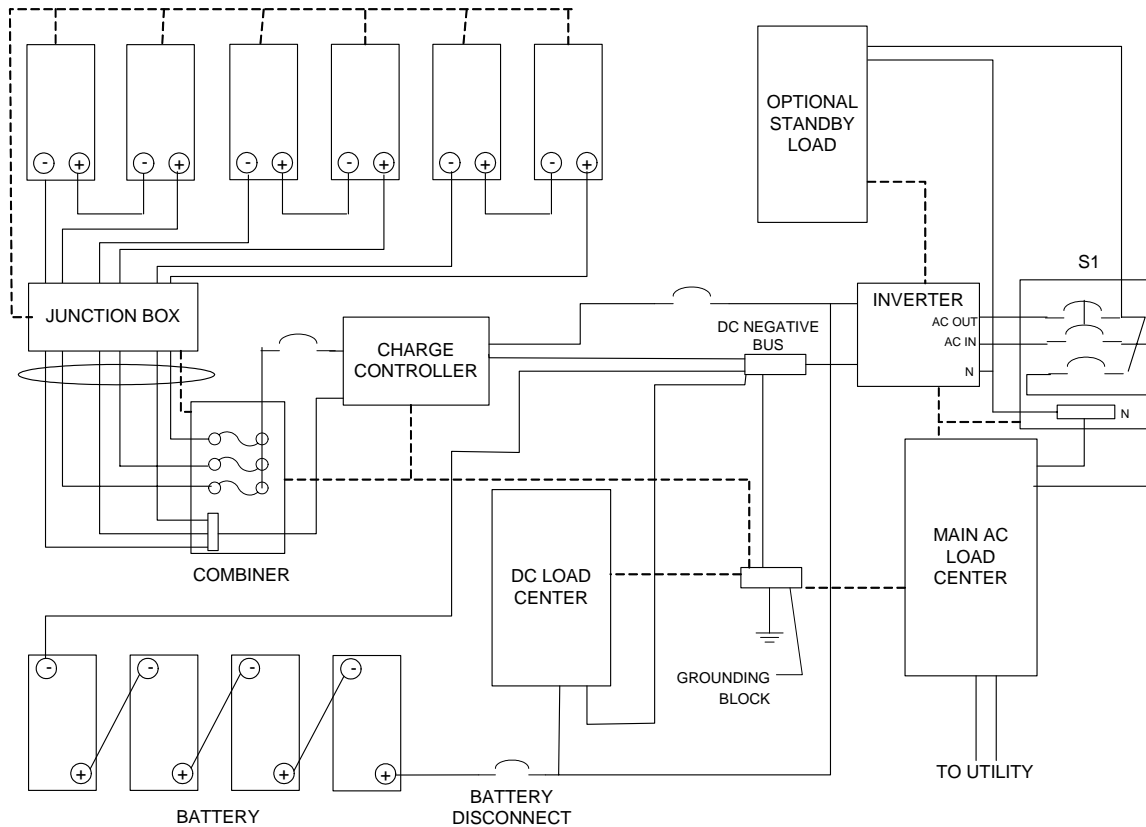 - + - + - + - + - + - +
OPTIONAL
STANDBY
LOAD
S1
JUNCTION BOX
INVERTER
AC OUT
AC IN
N
CHARGE
CONTROLLER
DC NEGATIVE
BUS
N
COMBINER
DC LOAD
CENTER
MAIN AC
LOAD
CENTER
GROUNDING
BLOCK
- - - -
+ + + +
BATTERY
BATTERY
DISCONNECT
TO UTILITY